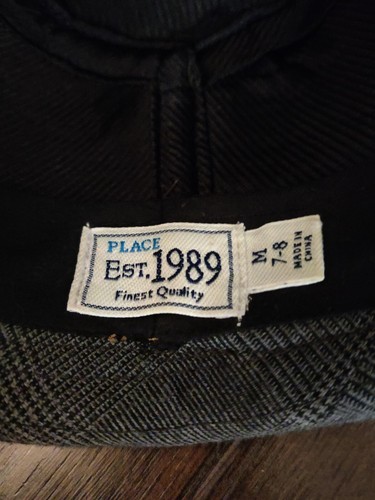 PLACE
EST.1989
Finest Quality
M
7-8
MADE IN
CHINA